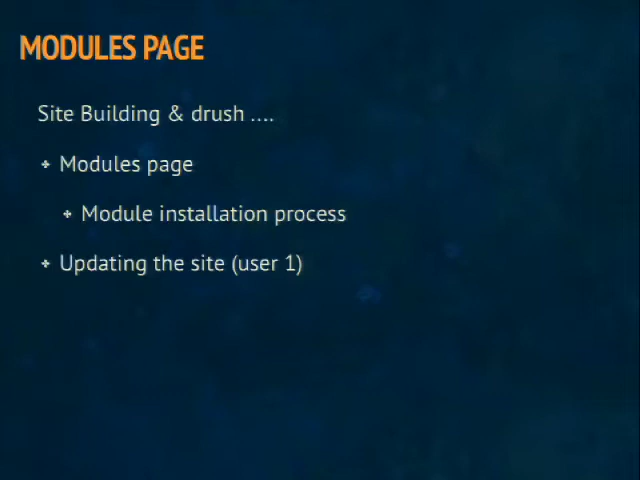 MODULES PAGE
Site Building & drush ....
Modules page
Module installation process
Updating the site (user 1)